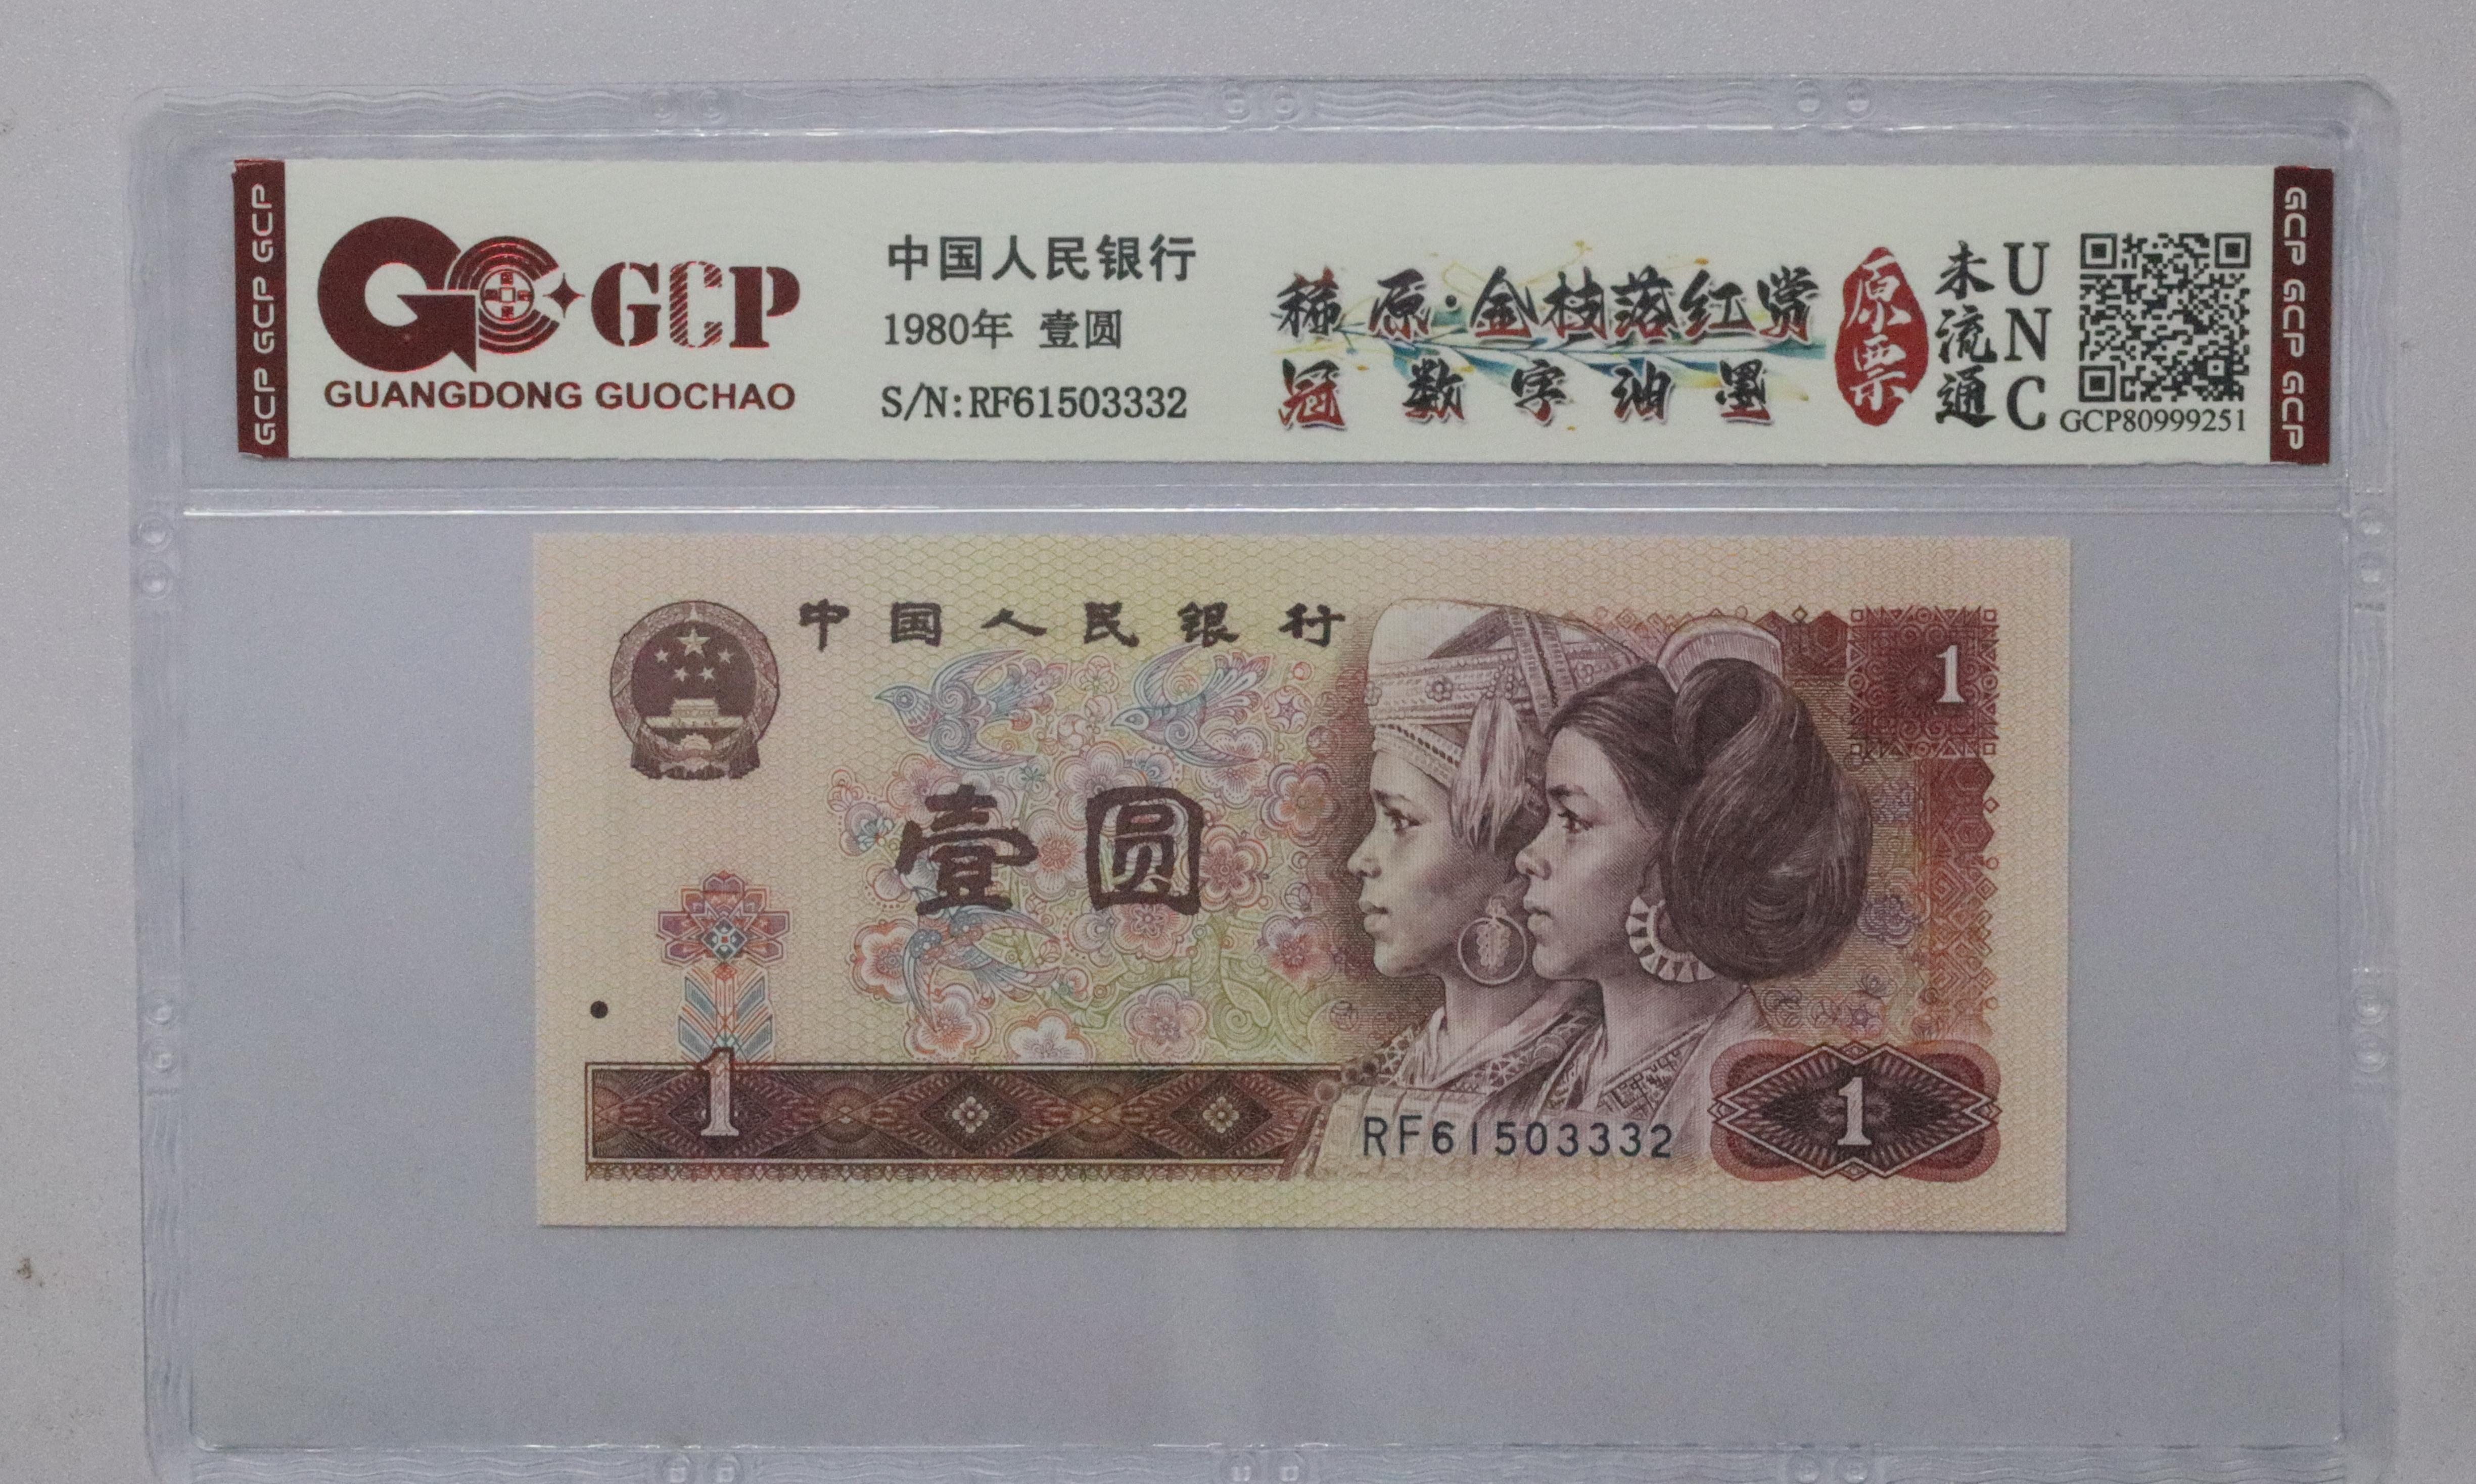 GCP GCP GCP
GCP
GUANGDONG GUOCHAO
中国人民银行
1980年 壹圆
S/N:RF61503332
稀原·金枝落红赏
冠数字油墨
原票
未流通
UNC
GCP80999251
GCP GCP GCP
中国人民银行
1
壹圆
1
RF61503332
1